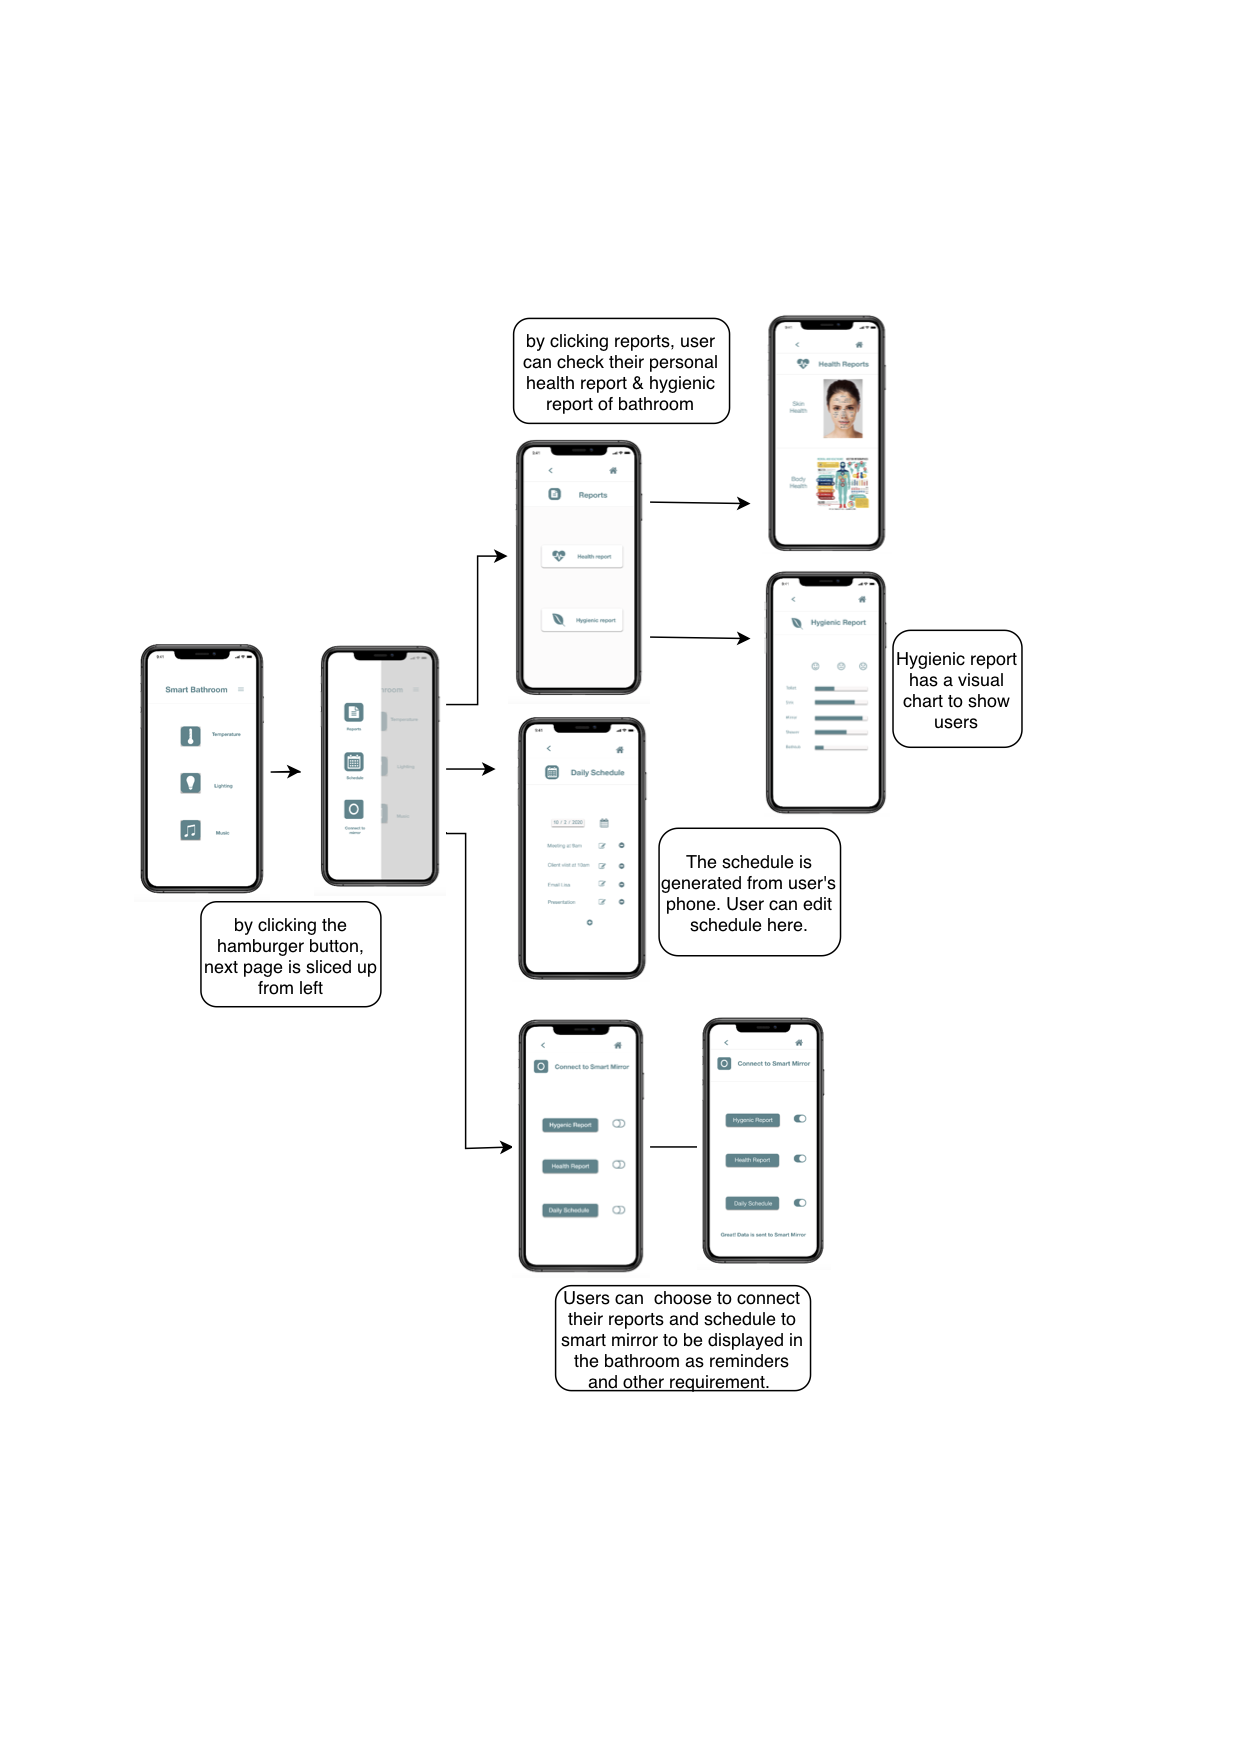 by clicking reports, user
can check their personal
health report & hygienic
report of bathroom
Health Reports
Skin
Health
Body
Health
Reports
Health report
Hygienic report
Hygienic Report
Hygienic report
has a visual
chart to show
users
Smart Bathroom
Temperature
Lighting
Music
Reports
Schedule
Connect to
mirror
Temperature
Lighting
Music
by clicking the
hamburger button,
next page is sliced up
from left
Daily Schedule
16 / 2 / 2020
Meeting at 9am
Client visit at 10am
Email Lisa
Presentation
The schedule is
generated from user's
phone. User can edit
schedule here.
Connect to Smart Mirror
Hygenic Report
Health Report
Daily Schedule
Connect to Smart Mirror
Hygenic Report
Health Report
Daily Schedule
Great! Data is sent to Smart Mirror
Users can  choose to connect
their reports and schedule to
smart mirror to be displayed in
the bathroom as reminders
and other requirement.